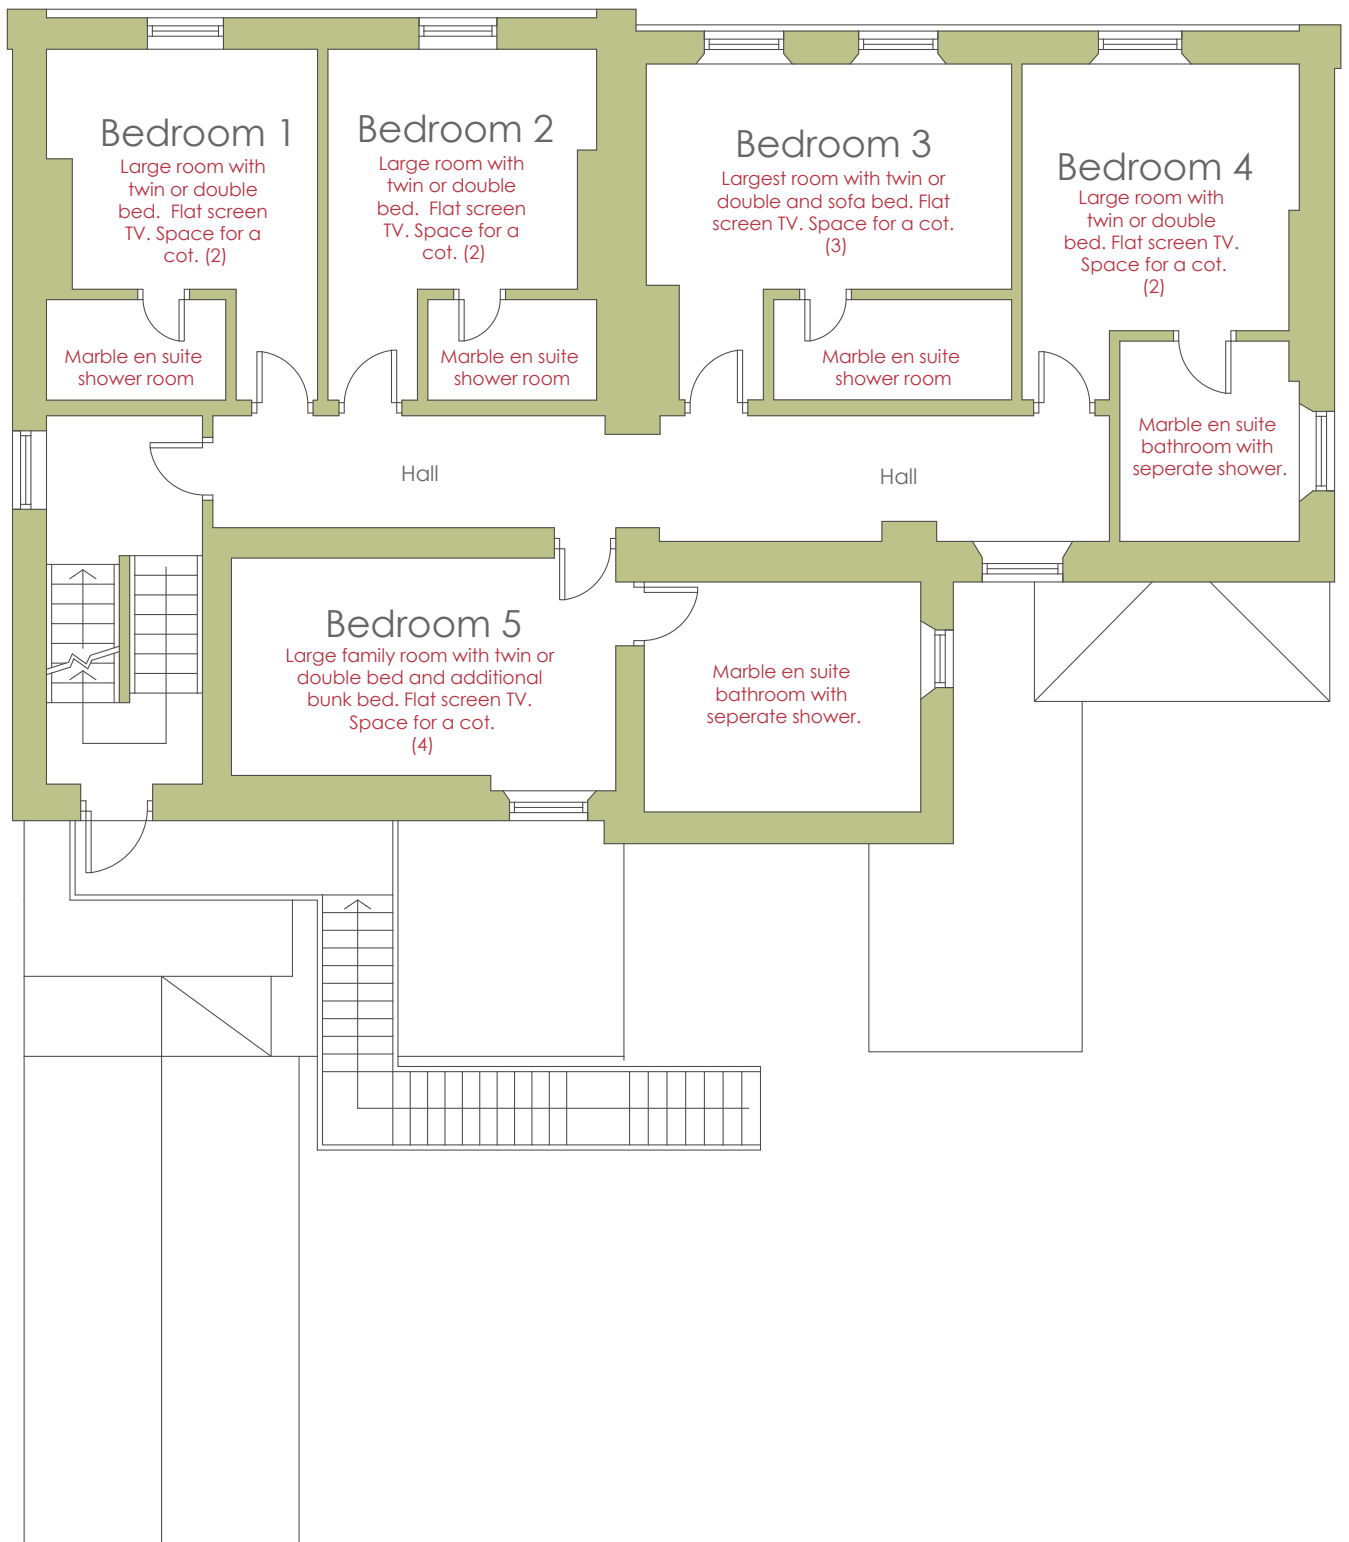 Bedroom 1
Large room with
twin or double
bed.  Flat screen
TV. Space for a
cot. (2)
Marble en suite
shower room
Bedroom 2
Large room with
twin or double
bed.  Flat screen
TV. Space for a
cot. (2)
Marble en suite
shower room
Bedroom 3
Largest room with twin or
double and sofa bed. Flat
screen TV. Space for a cot.
(3)
Marble en suite
shower room
Bedroom 4
Large room with
twin or double
bed. Flat screen TV.
Space for a cot.
(2)
Marble en suite
bathroom with
seperate shower.
Hall
Hall
Bedroom 5
Large family room with twin or
double bed and additional
bunk bed. Flat screen TV.
Space for a cot.
(4)
Marble en suite
bathroom with
seperate shower.